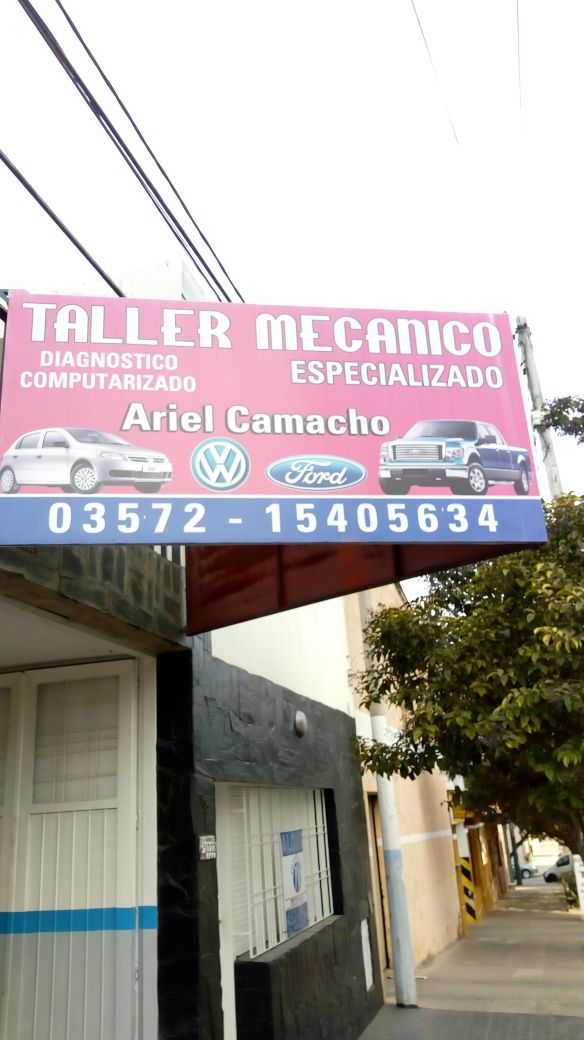 TALLER MECANICO
DIAGNOSTICO ESPECIALIZADO
COMPUTARIZADO
Ariel Camacho
Ford
03572 - 15405634